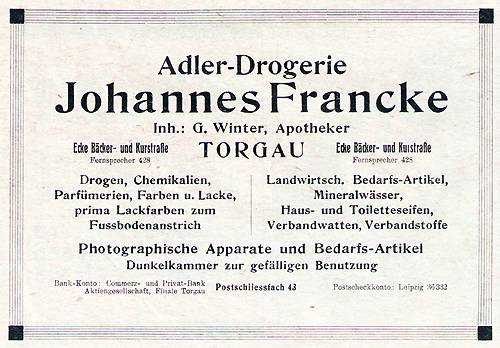 Adler-Drogerie
Johannes Francke
Inh.: G. Winter, Apotheker
Ecke Bäcker- und Kurstraße
Fernsprecher 428
TORGAU
Ecke Bäcker- und Kurstraße
Fernsprecher 428
Drogen, Chemikalien,
Parfümerien, Farben u. Lacke,
prima Lackfarben zum
Fussbodenanstrich
Landwirtsch. Bedarfs-Artikel,
Mineralwässer,
Haus- und Toiletteseifen,
Verbandwatten, Verbandstoffe
Photographische Apparate und Bedarfs-Artikel
Dunkelkammer zur gefälligen Benutzung
Bank-Konto: Commerz- und Privat-Bank
Aktiengesellschaft, Finale Torgau
Postschliessfach 43
Postscheckkonto: Leipzig 36332